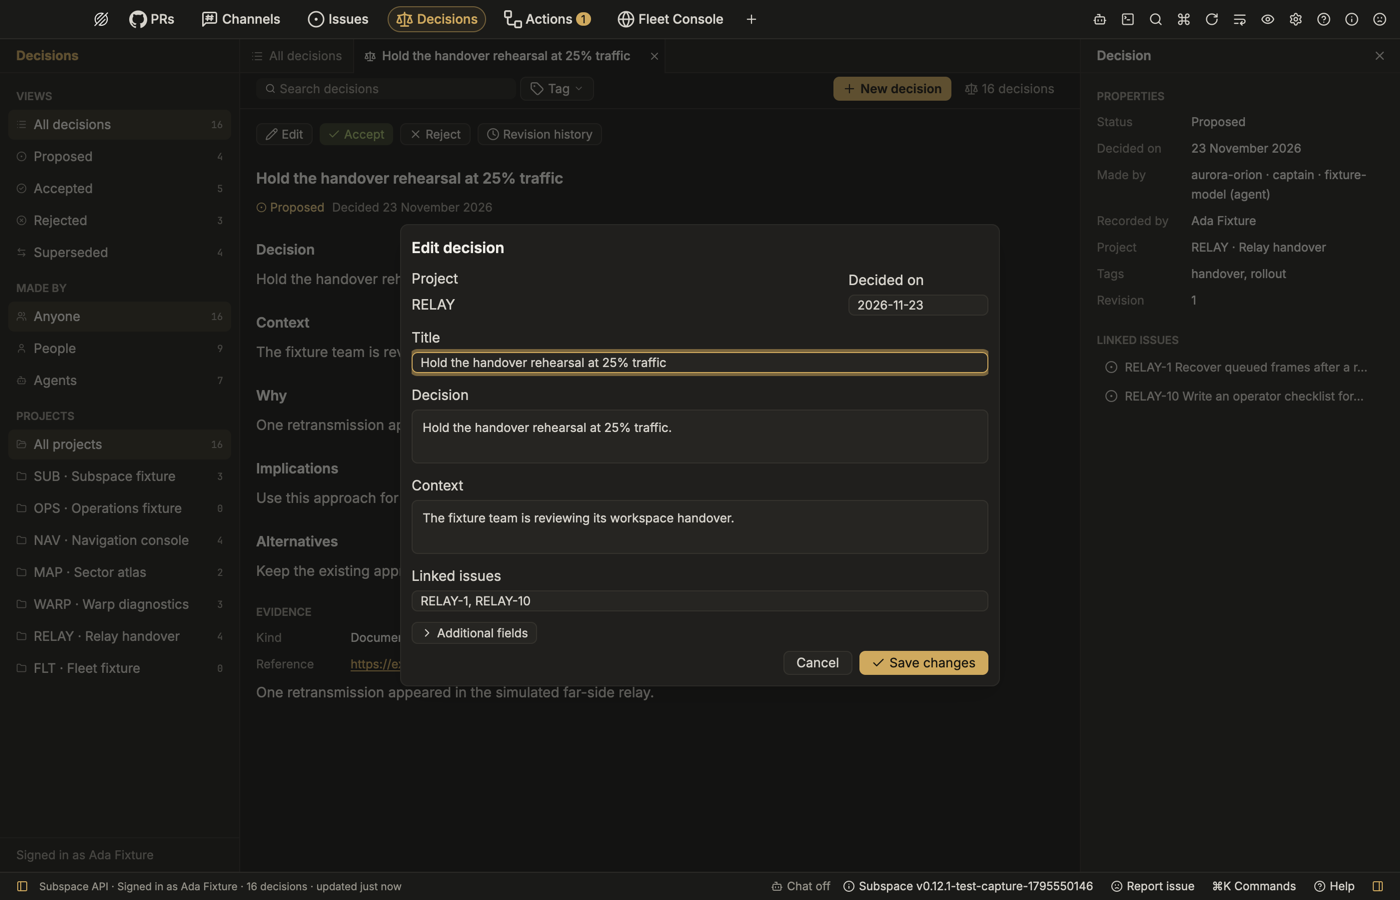 PRs
Channels
Issues
Decisions
Actions 1
Fleet Console
Decisions
All decisions
Hold the handover rehearsal at 25% traffic
Decision
Search decisions
Tag
New decision
16 decisions
VIEWS
All decisions 16
Proposed 4
Accepted 5
Rejected 3
Superseded 4
MADE BY
Anyone 16
People 9
Agents 7
PROJECTS
All projects 16
SUB · Subspace fixture 3
OPS · Operations fixture 0
NAV · Navigation console 4
MAP · Sector atlas 2
WARP · Warp diagnostics 3
RELAY · Relay handover 4
FLT · Fleet fixture 0
Signed in as Ada Fixture
Edit
Accept
Reject
Revision history
Hold the handover rehearsal at 25% traffic
Proposed Decided 23 November 2026
Decision
Hold the handover
Context
The fixture team is
Why
One retransmission
Implications
Use this approach for
Alternatives
Keep the existing
EVIDENCE
Kind
Reference
One retransmission appeared in the simulated far-side relay.
Edit decision
Project
RELAY
Decided on
2026-11-23
Title
Hold the handover rehearsal at 25% traffic
Decision
Hold the handover rehearsal at 25% traffic.
Context
The fixture team is reviewing its workspace handover.
Linked issues
RELAY-1, RELAY-10
Additional fields
Cancel
Save changes
PROPERTIES
Status Proposed
Decided on 23 November 2026
Made by aurora-orion · captain · fixture-
model (agent)
Recorded by Ada Fixture
Project RELAY · Relay handover
Tags handover, rollout
Revision 1
LINKED ISSUES
RELAY-1 Recover queued frames after a r...
RELAY-10 Write an operator checklist for...
Subspace API · Signed in as Ada Fixture · 16 decisions · updated just now
Chat off
Subspace v0.12.1-test-capture-1795550146
Report issue
⌘K Commands
Help